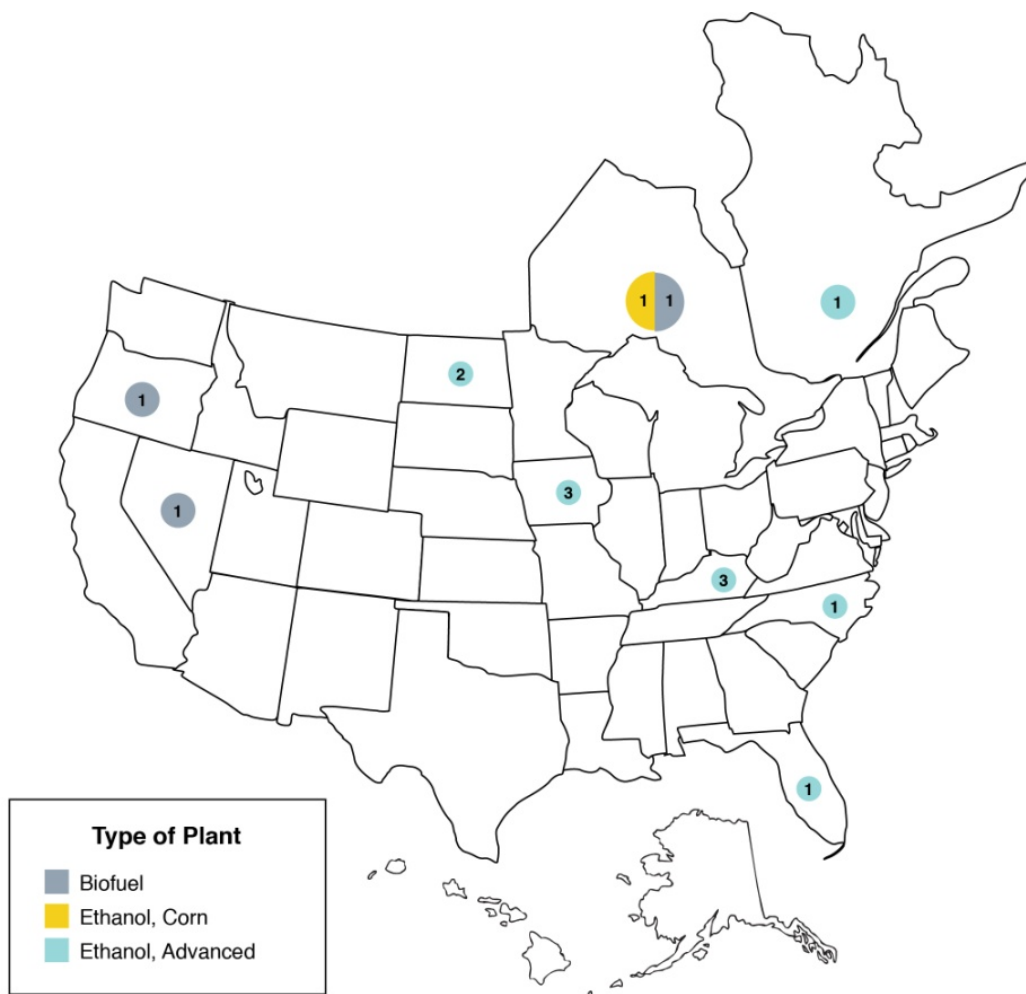 1 1
1
2
1
3
1
3
1
1
Type of Plant
Biofuel
Ethanol, Corn
Ethanol, Advanced